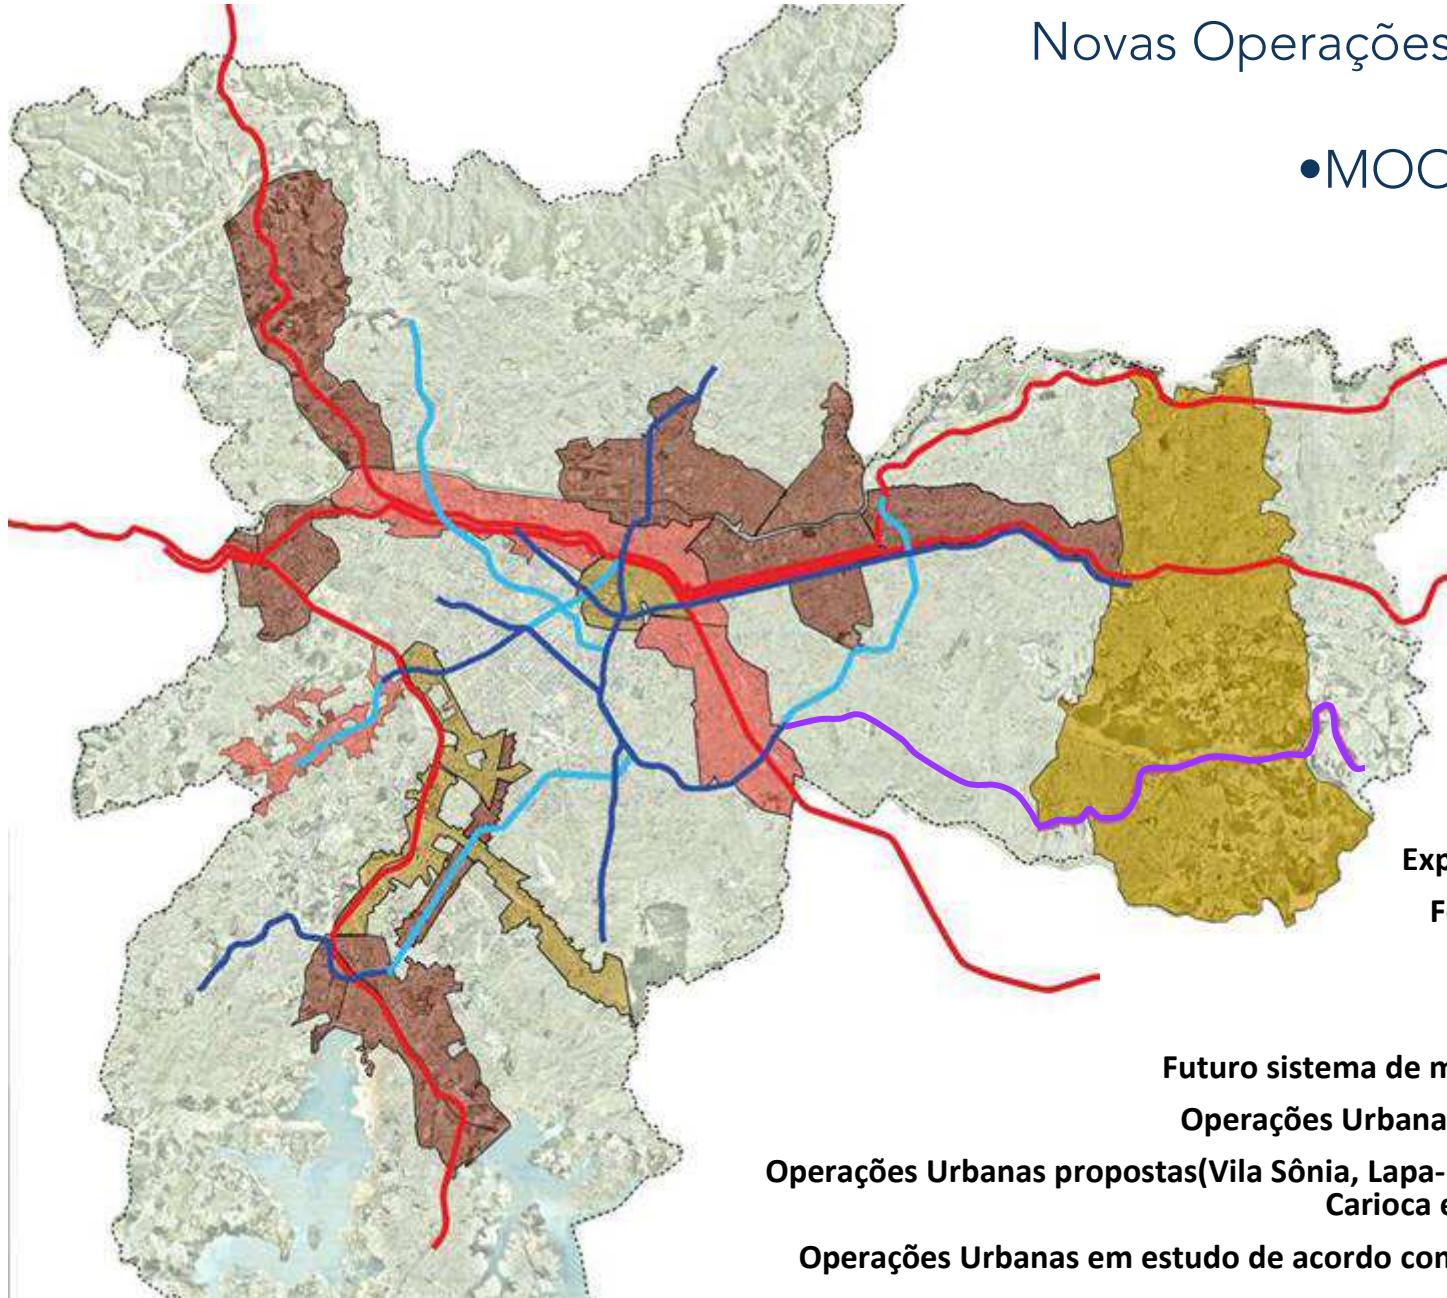 Novas Operações
•MOO
Exp
F
Futuro sistema de m
Operações Urbana
Operações Urbanas propostas(Vila Sônia, Lapa-
Carioca e
Operações Urbanas em estudo de acordo con